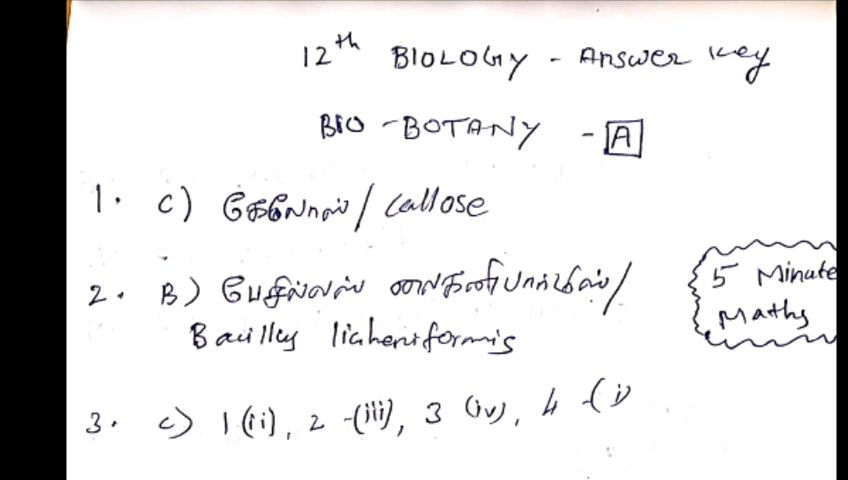 12th BIOLOGY - Answer key
BIO - BOTANY - A
1. C) கேலோஸ் / Callose
2. B) பேசில்லஸ் லைகனிபார்மிஸ் /
Bacillus licheniformis
5 Minute
Maths
3. C) 1 (ii), 2 -(iii), 3 (iv), 4 -(i)